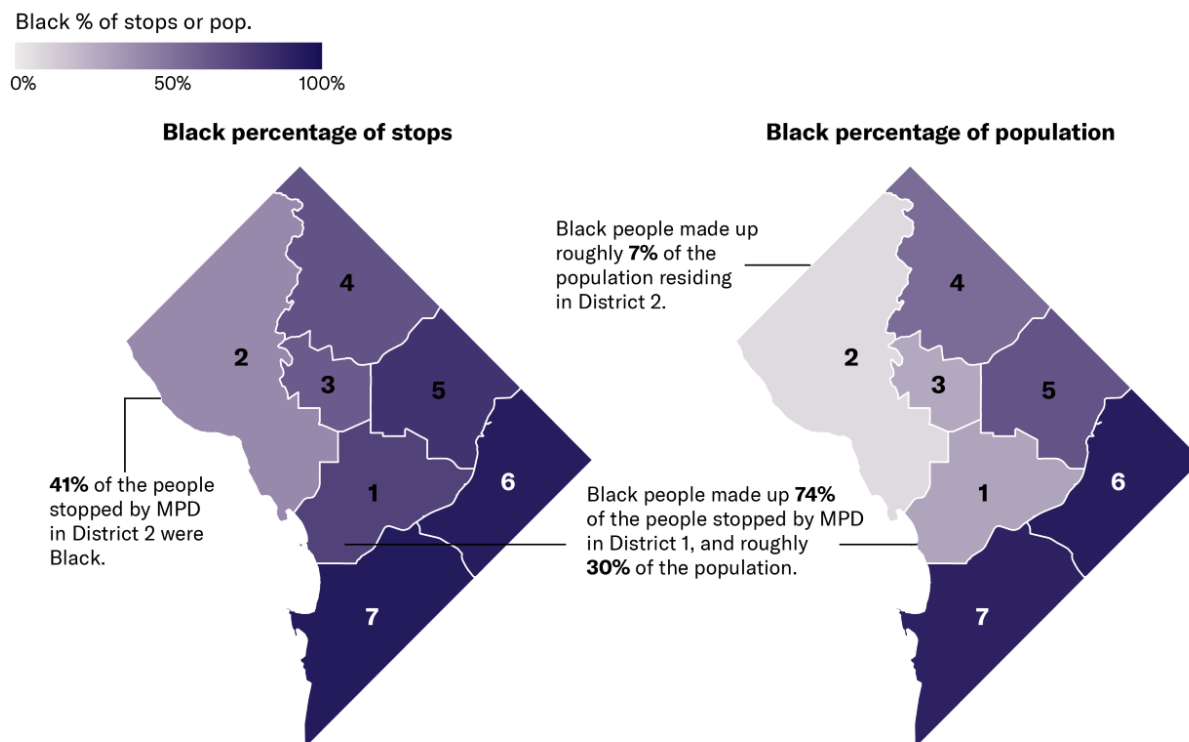 Black % of stops or pop.
0% 50% 100%
Black percentage of stops
4
2
3
5
1
6
7
41% of the people
stopped by MPD
in District 2 were
Black.
Black percentage of population
Black people made up
roughly 7% of the
population residing
in District 2.
4
2
3
5
1
6
7
Black people made up 74%
of the people stopped by MPD
in District 1, and roughly
30% of the population.